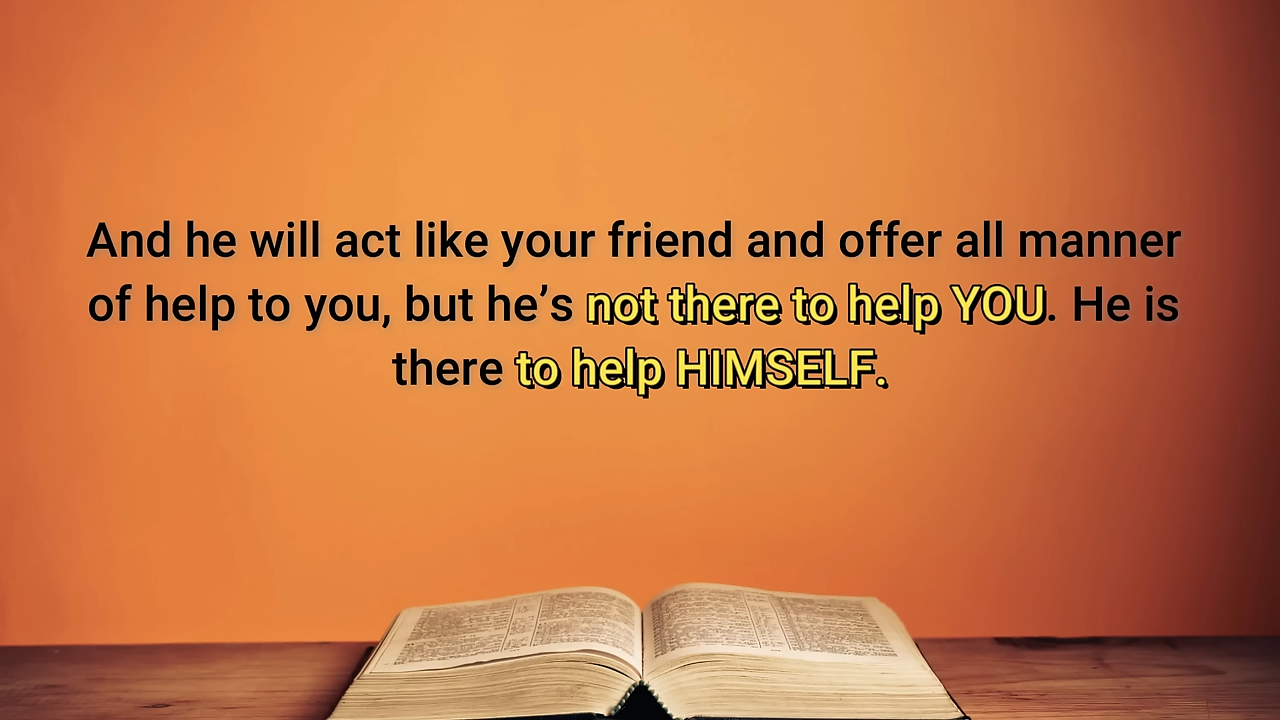 And he will act like your friend and offer all manner
of help to you, but he’s not there to help YOU. He is
there to help HIMSELF.